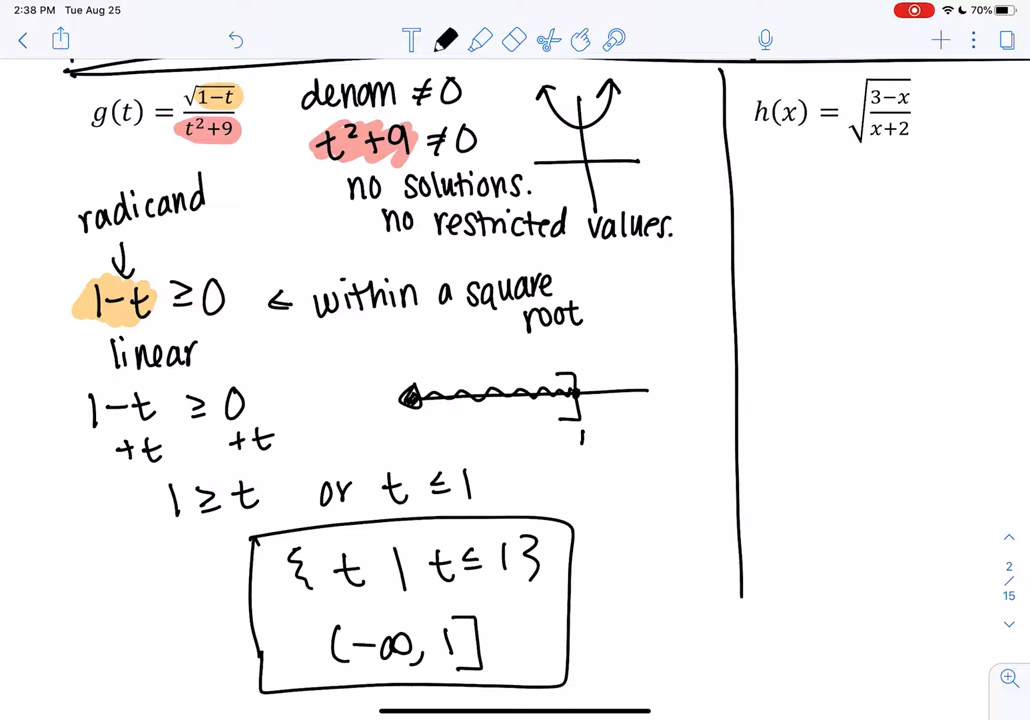 2:38 PM Tue Aug 25
70%
T
g(t) = √(1−t) / (t²+9)
denom ≠ 0
t²+9 ≠ 0
no solutions.
no restricted values.
radicand
↓
1−t ≥ 0 ← within a square
root
linear
1−t ≥ 0
+t +t
1
1 ≥ t or t ≤ 1
{ t | t ≤ 1 }
(−∞, 1]
h(x) = √((3−x)/(x+2))
2
15